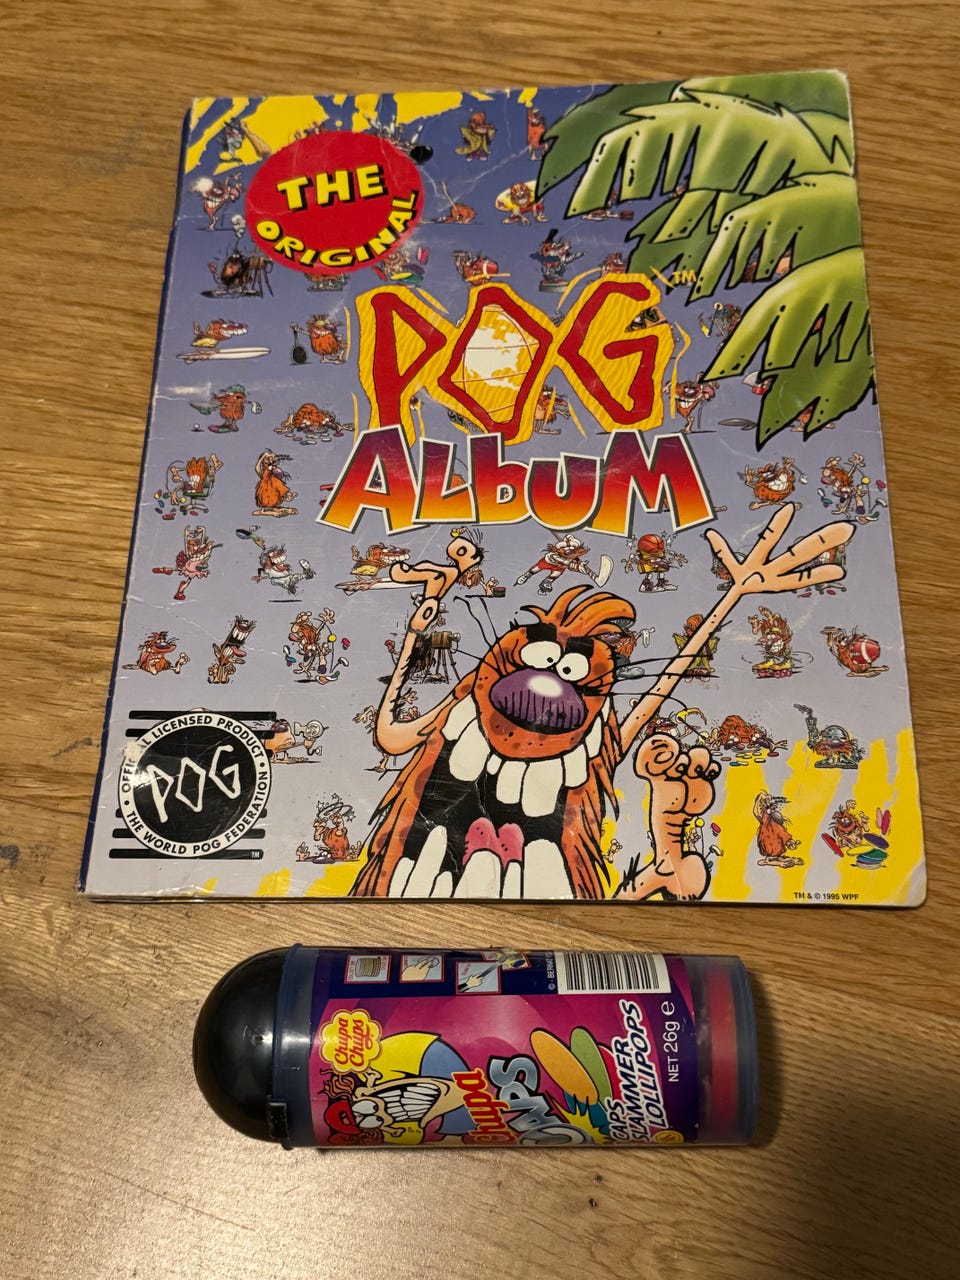 THE
ORIGINAL
POG™
ALBUM
OFFICIAL LICENSED PRODUCT
POG
THE WORLD POG FEDERATION
TM
TM & © 1995 WPF
Chupa
Chups
Chupa
CAPS
SLAMMER
LOLLIPOPS
NET 26g e